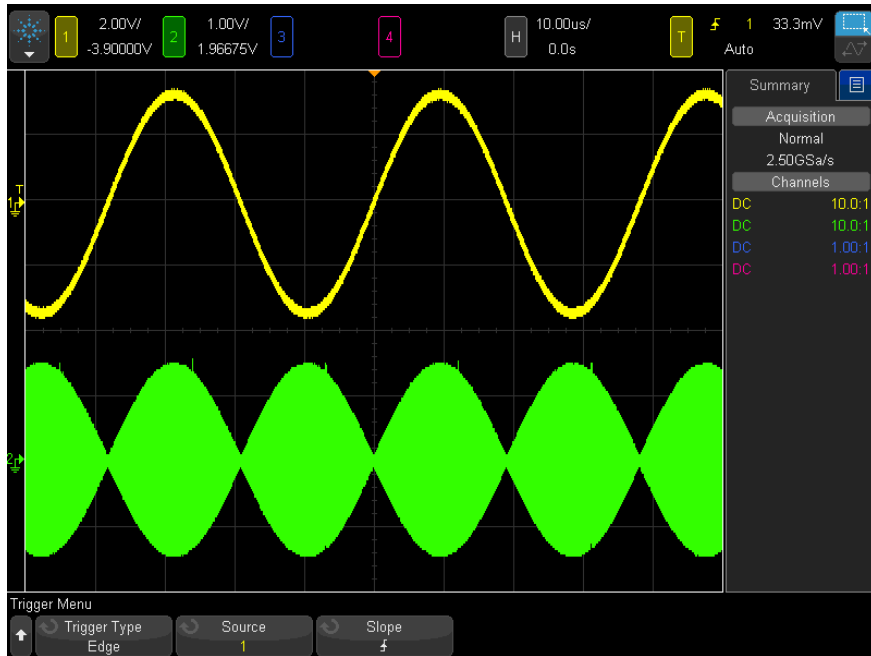 1 2.00V/ -3.90000V
2 1.00V/ 1.96675V
3
4
H 10.00us/ 0.0s
T 1 33.3mV
Auto
Summary
Acquisition
Normal
2.50GSa/s
Channels
DC 10.0:1
DC 10.0:1
DC 1.00:1
DC 1.00:1
T
1
2
Trigger Menu
Trigger Type
Edge
Source
1
Slope